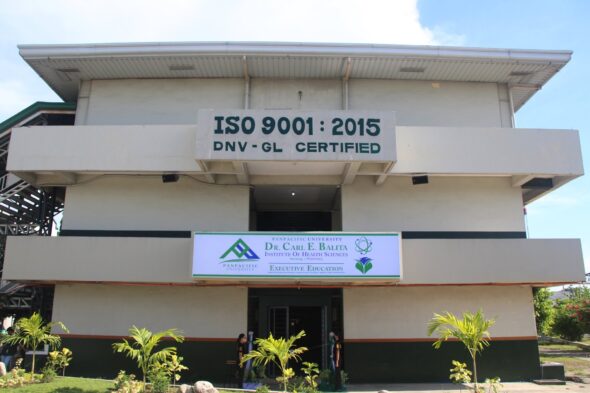 ISO 9001 : 2015
DNV - GL CERTIFIED
PANPACIFIC UNIVERSITY
DR. CARL E. BALITA
INSTITUTE OF HEALTH SCIENCES
PANPACIFIC
EXECUTIVE EDUCATION